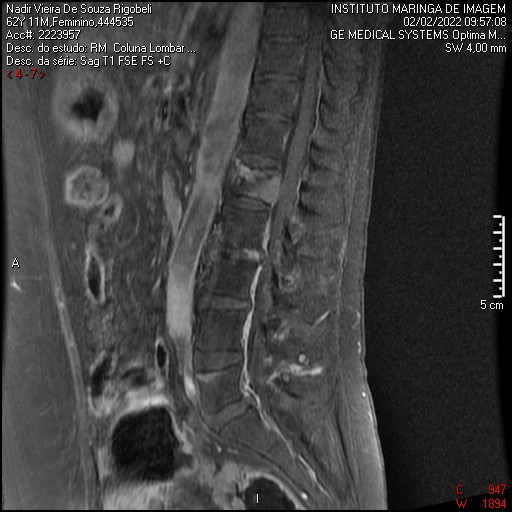 Nadir Vieira De Souza Rigobeli
62Y 11M,Feminino,444535
Acc#: 2223957
Desc. do estudo: RM Coluna Lombar ...
Desc. da série: Sag T1 FSE FS +C
<4-7>
INSTITUTO MARINGA DE IMAGEM
02/02/2022 09:57:08
GE MEDICAL SYSTEMS Optima M...
SW 4,00 mm
A
5 cm
I
C 947
W 1894